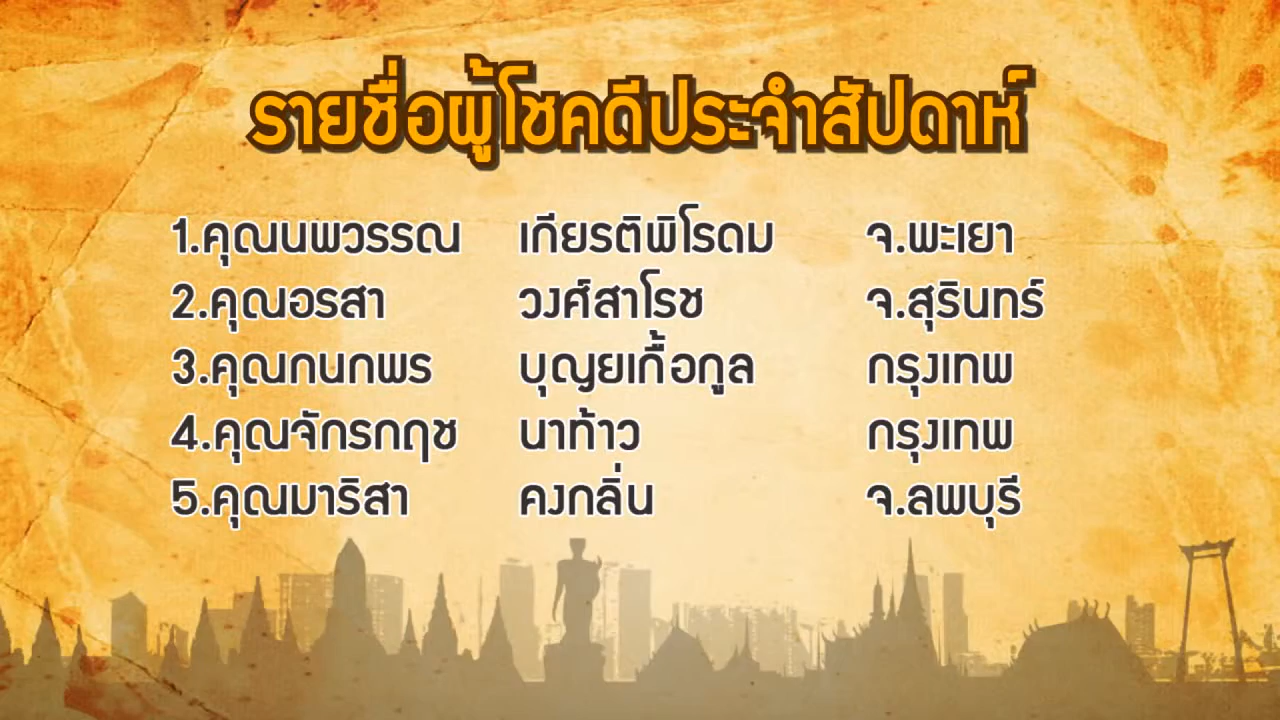 รายชื่อผู้โชคดีประจำสัปดาห์
1.คุณนพวรรณ เกียรติพิโรดม จ.พะเยา
2.คุณอรสา วงศ์สาโรช จ.สุรินทร์
3.คุณกนกพร บุญยเกื้อกูล กรุงเทพ
4.คุณจักรกฤช นาท้าว กรุงเทพ
5.คุณมาริสา คงกลิ่น จ.ลพบุรี